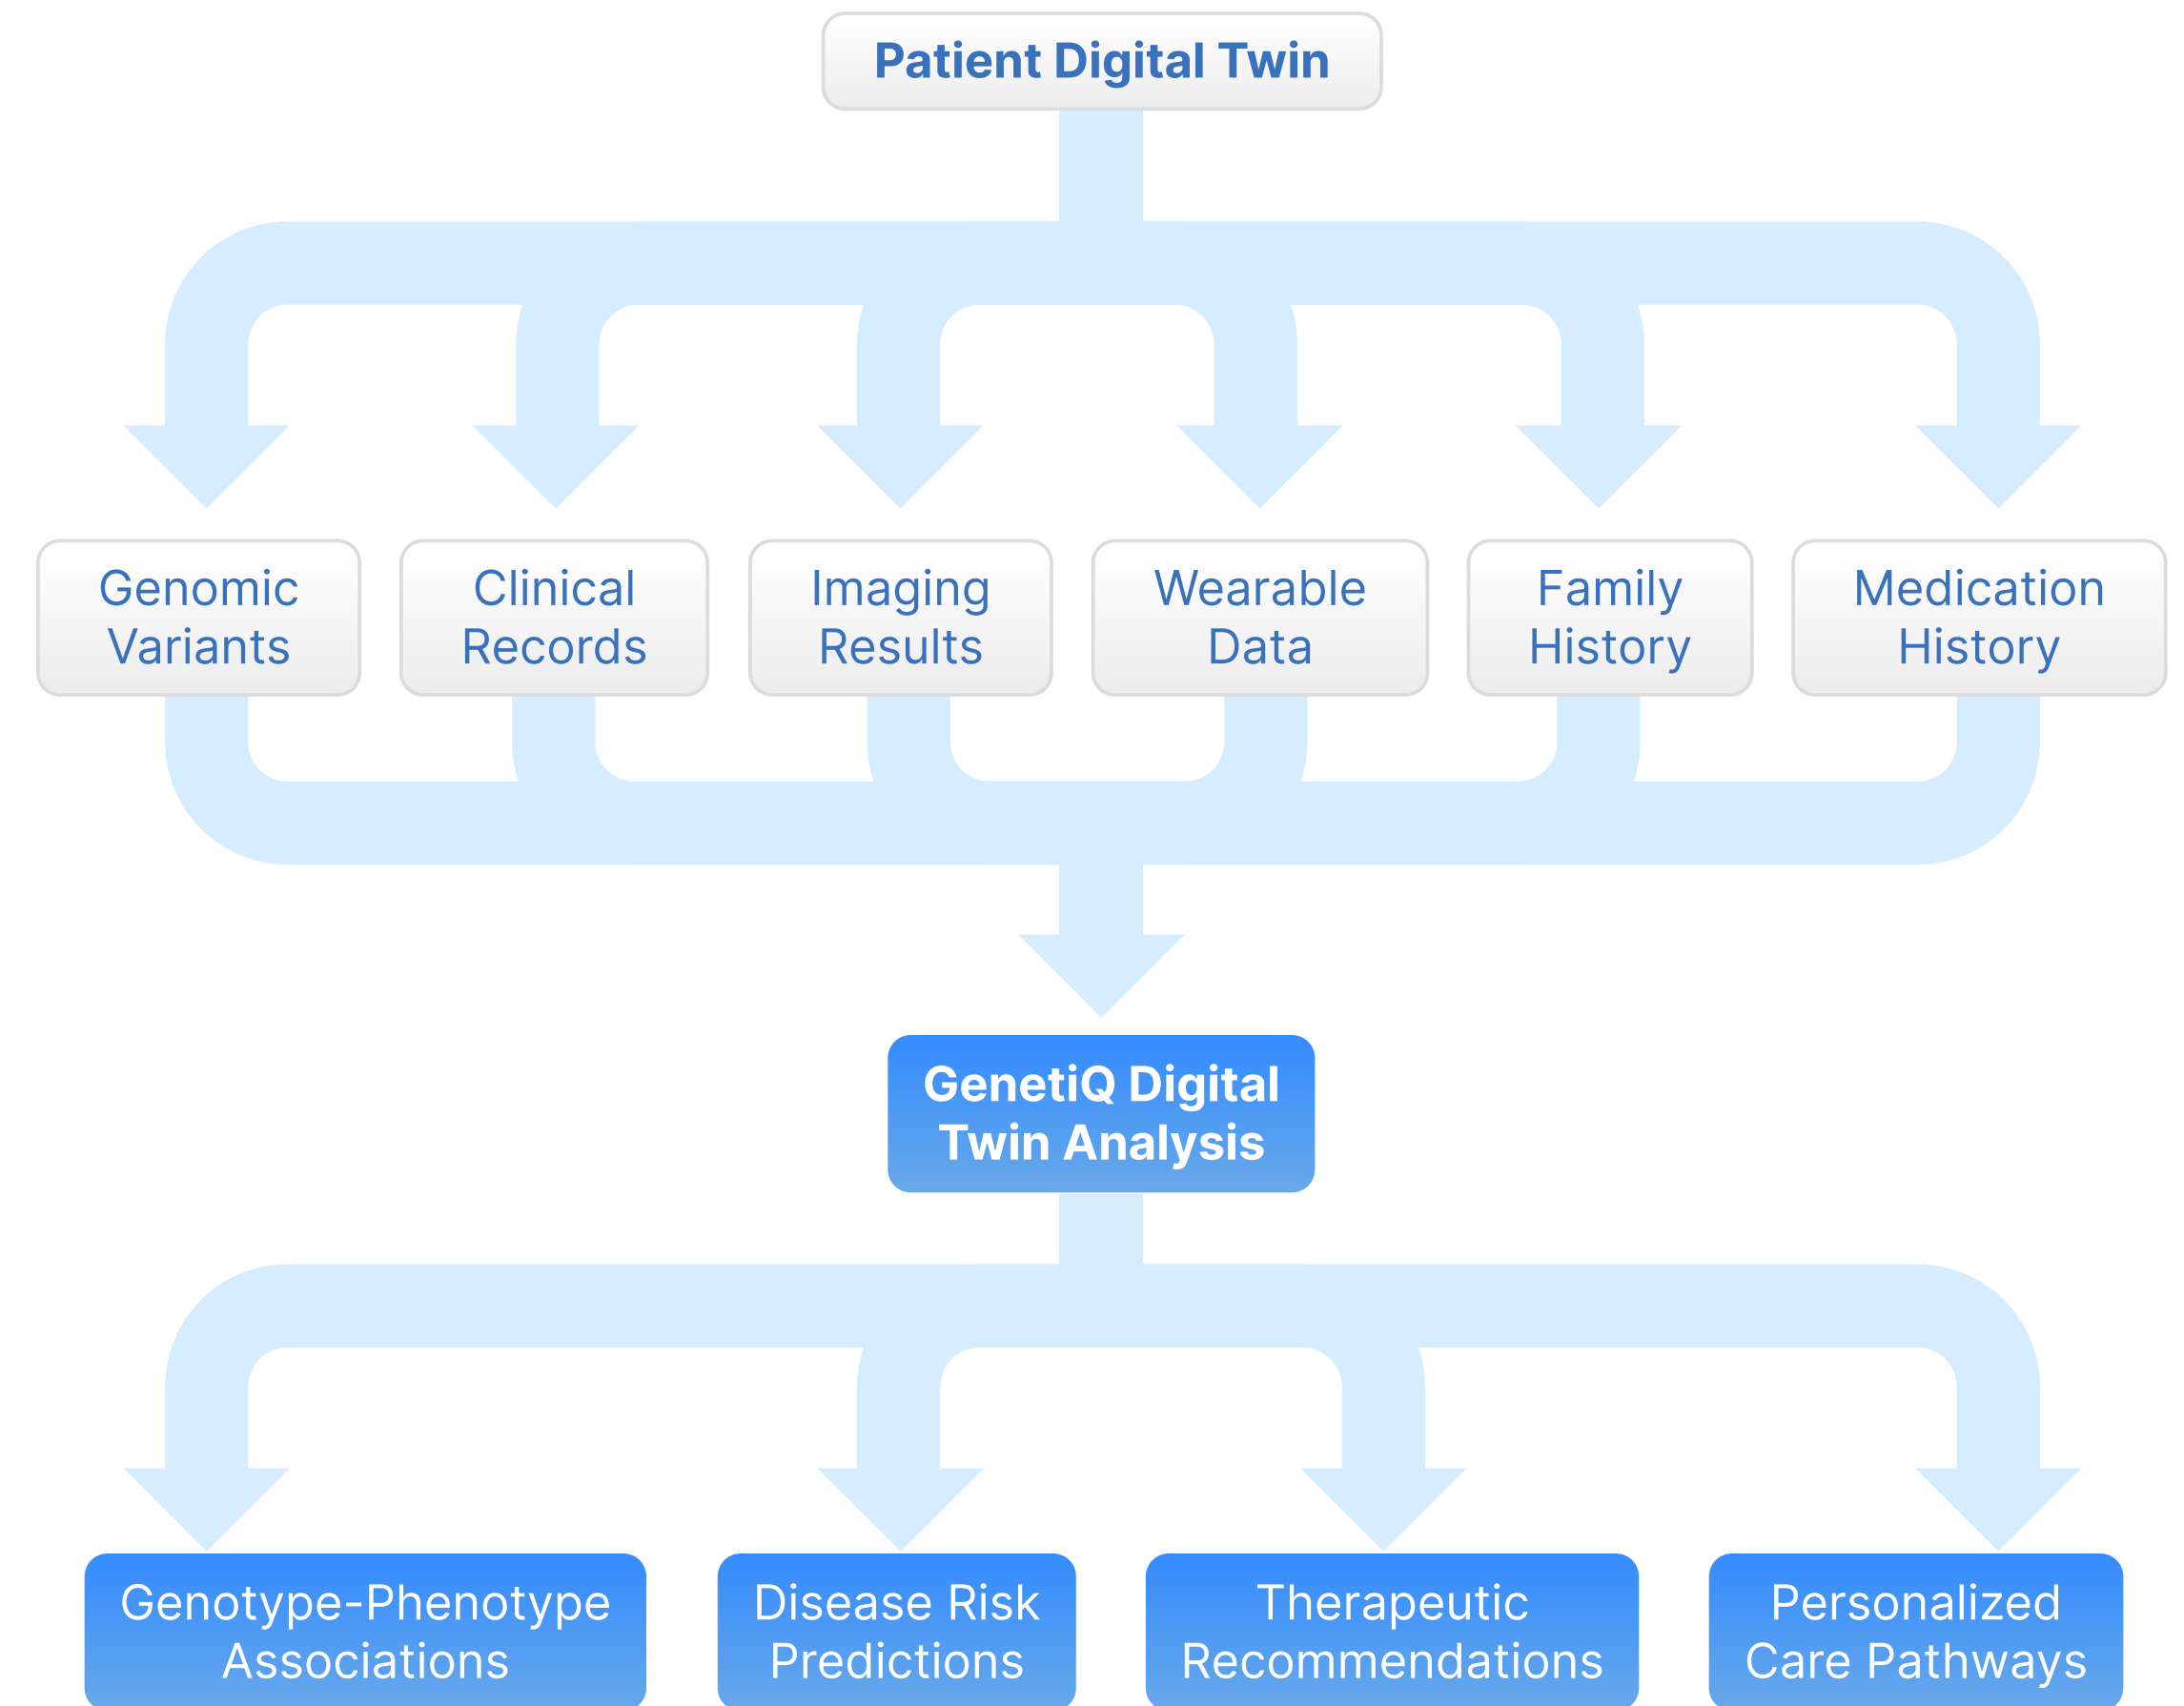 Patient Digital Twin
Genomic
Variants
Clinical
Records
Imaging
Results
Werable
Data
Family
History
Medication
History
GenetiQ Digital
Twin Analysis
Genotype-Phenotype
Associations
Disease Risk
Predictions
Therapeutic
Recommendations
Personalized
Care Pathways